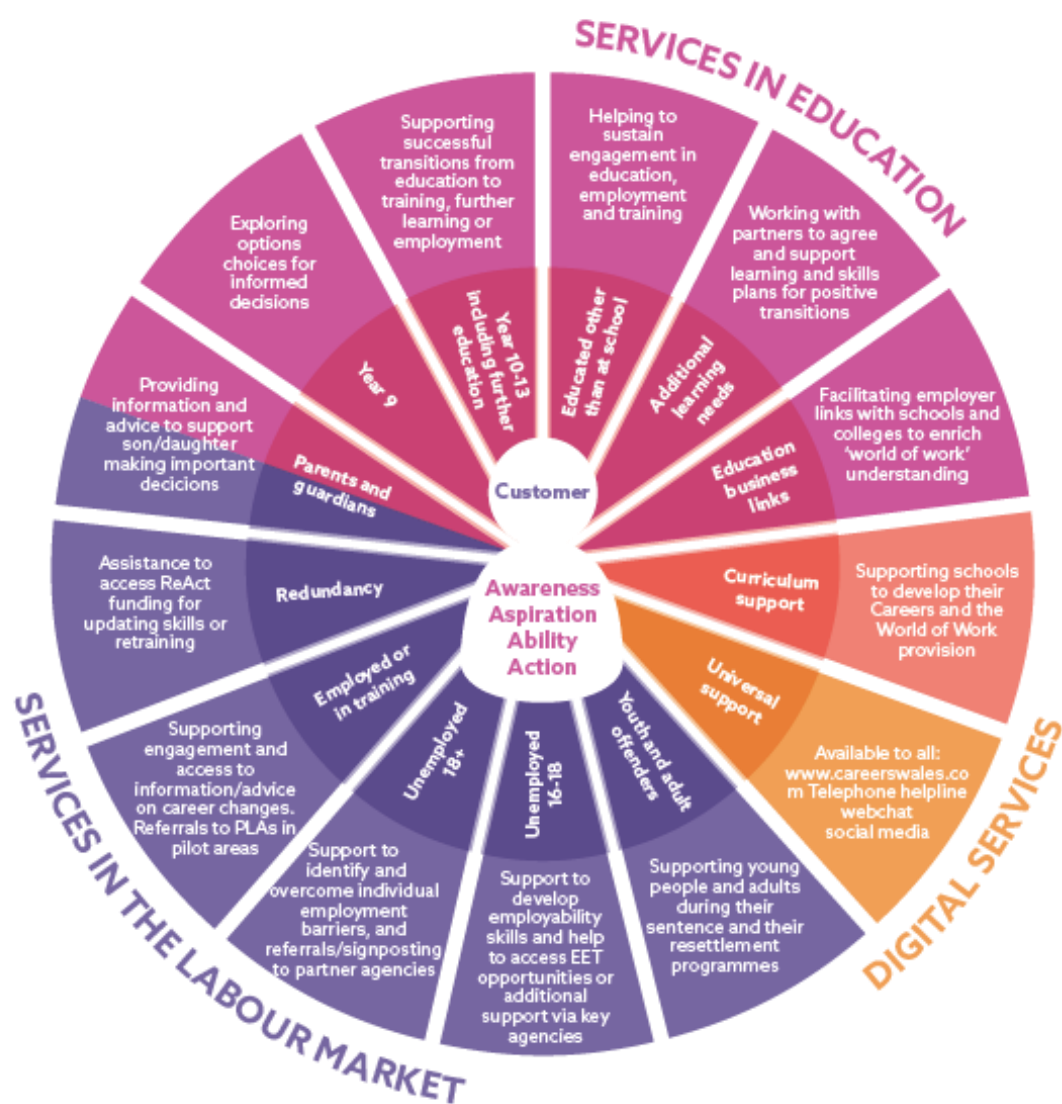 SERVICES IN EDUCATION
Helping to
sustain
engagement in
education,
employment
and training
Educated other
than at school
Working with
partners to agree
and support
learning and skills
plans for positive
transitions
Additional
learning
needs
Facilitating employer
links with schools and
colleges to enrich
‘world of work’
understanding
Education
business
links
Supporting schools
to develop their
Careers and the
World of Work
provision
Curriculum
support
DIGITAL SERVICES
Available to all:
www.careerswales.co
m Telephone helpline
webchat
social media
Universal
support
Supporting young
people and adults
during their
sentence and their
resettlement
programmes
Youth and adult
offenders
Support to
develop
employability
skills and help
to access EET
opportunities or
additional
support via key
agencies
Unemployed
16-18
SERVICES IN THE LABOUR MARKET
Support to
identify and
overcome individual
employment
barriers, and
referrals/signposting
to partner agencies
Unemployed
18+
Supporting
engagement and
access to
information/advice
on career changes.
Referrals to PLAs in
pilot areas
Employed or
in training
Assistance to
access ReAct
funding for
updating skills or
retraining
Redundancy
Providing
information and
advice to support
son/daughter
making important
decicions
Parents and
guardians
Exploring
options
choices for
informed
decisions
Year 9
Supporting
successful
transitions from
education to
training, further
learning or
employment
Year 10-13
including further
education
Customer
Awareness
Aspiration
Ability
Action